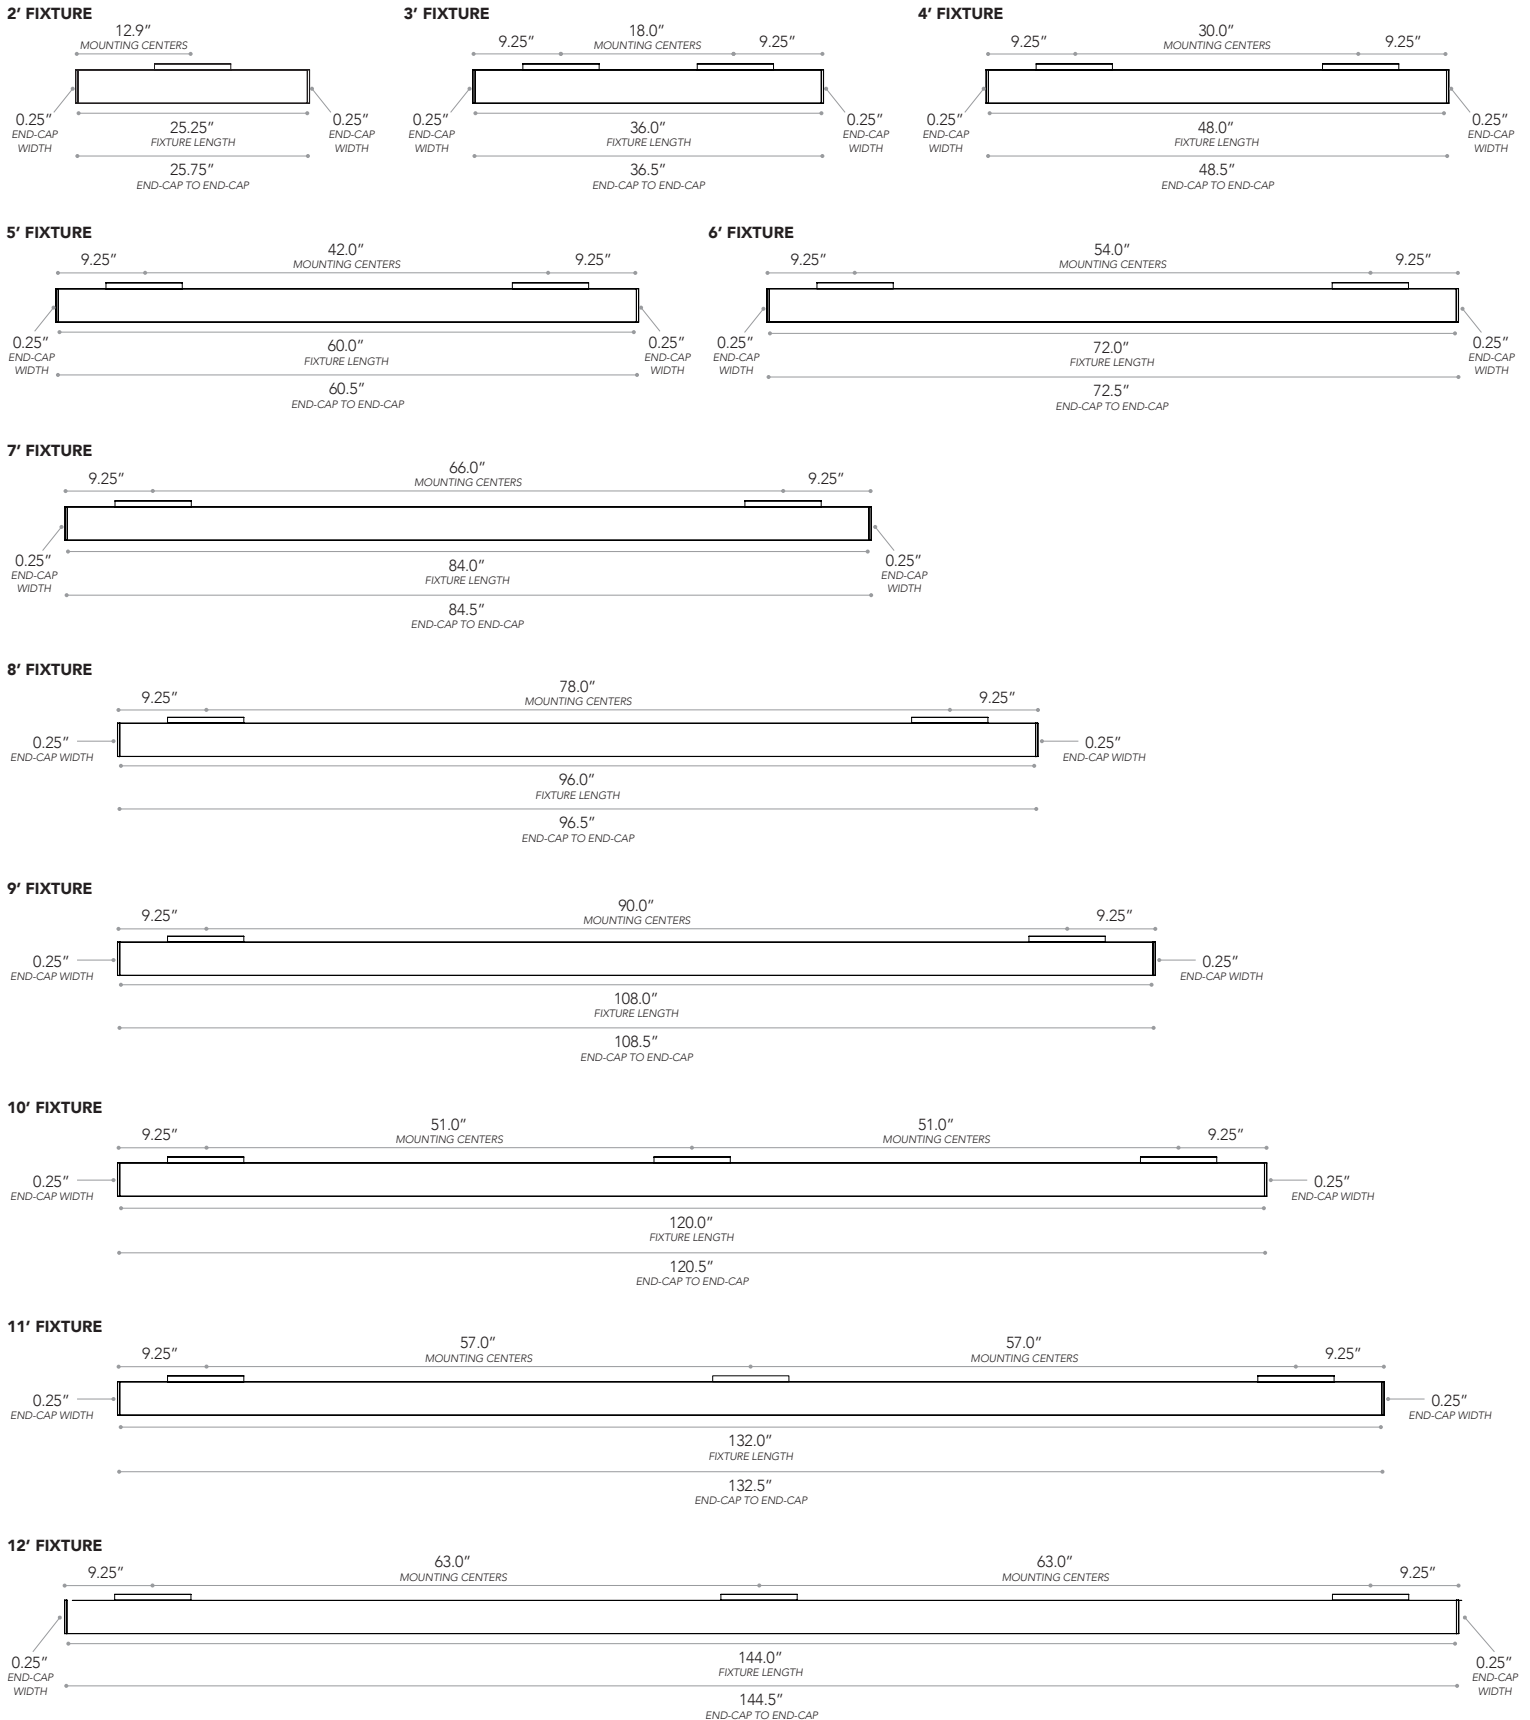 2’ FIXTURE
12.9”
MOUNTING CENTERS
0.25”
END-CAP
WIDTH
25.25”
FIXTURE LENGTH
0.25”
END-CAP
WIDTH
25.75”
END-CAP TO END-CAP
3’ FIXTURE
9.25”
18.0”
MOUNTING CENTERS
9.25”
0.25”
END-CAP
WIDTH
36.0”
FIXTURE LENGTH
0.25”
END-CAP
WIDTH
36.5”
END-CAP TO END-CAP
4’ FIXTURE
9.25”
30.0”
MOUNTING CENTERS
9.25”
0.25”
END-CAP
WIDTH
48.0”
FIXTURE LENGTH
0.25”
END-CAP
WIDTH
48.5”
END-CAP TO END-CAP
5’ FIXTURE
9.25”
42.0”
MOUNTING CENTERS
9.25”
0.25”
END-CAP
WIDTH
60.0”
FIXTURE LENGTH
0.25”
END-CAP
WIDTH
60.5”
END-CAP TO END-CAP
6’ FIXTURE
9.25”
54.0”
MOUNTING CENTERS
9.25”
0.25”
END-CAP
WIDTH
72.0”
FIXTURE LENGTH
0.25”
END-CAP
WIDTH
72.5”
END-CAP TO END-CAP
7’ FIXTURE
9.25”
66.0”
MOUNTING CENTERS
9.25”
0.25”
END-CAP
WIDTH
84.0”
FIXTURE LENGTH
0.25”
END-CAP
WIDTH
84.5”
END-CAP TO END-CAP
8’ FIXTURE
9.25”
78.0”
MOUNTING CENTERS
9.25”
0.25”
END-CAP WIDTH
0.25”
END-CAP WIDTH
96.0”
FIXTURE LENGTH
96.5”
END-CAP TO END-CAP
9’ FIXTURE
9.25”
90.0”
MOUNTING CENTERS
9.25”
0.25”
END-CAP WIDTH
0.25”
END-CAP WIDTH
108.0”
FIXTURE LENGTH
108.5”
END-CAP TO END-CAP
10’ FIXTURE
9.25”
51.0”
MOUNTING CENTERS
51.0”
MOUNTING CENTERS
9.25”
0.25”
END-CAP WIDTH
0.25”
END-CAP WIDTH
120.0”
FIXTURE LENGTH
120.5”
END-CAP TO END-CAP
11’ FIXTURE
9.25”
57.0”
MOUNTING CENTERS
57.0”
MOUNTING CENTERS
9.25”
0.25”
END-CAP WIDTH
0.25”
END-CAP WIDTH
132.0”
FIXTURE LENGTH
132.5”
END-CAP TO END-CAP
12’ FIXTURE
9.25”
63.0”
MOUNTING CENTERS
63.0”
MOUNTING CENTERS
9.25”
0.25”
END-CAP
WIDTH
144.0”
FIXTURE LENGTH
0.25”
END-CAP
WIDTH
144.5”
END-CAP TO END-CAP